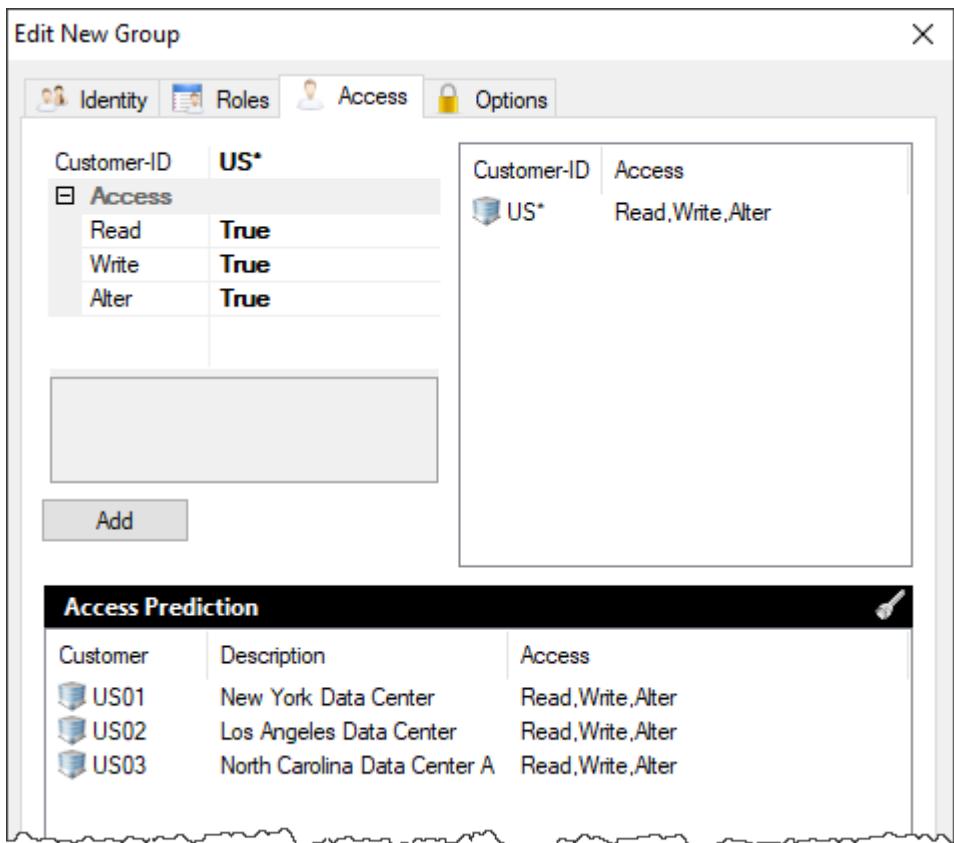 Edit New Group
Identity Roles Access Options
Customer-ID US*
Access
Read True
Write True
Alter True
Add
Customer-ID Access
US* Read,Write,Alter
Access Prediction
Customer Description Access
US01 New York Data Center Read,Write,Alter
US02 Los Angeles Data Center Read,Write,Alter
US03 North Carolina Data Center A Read,Write,Alter